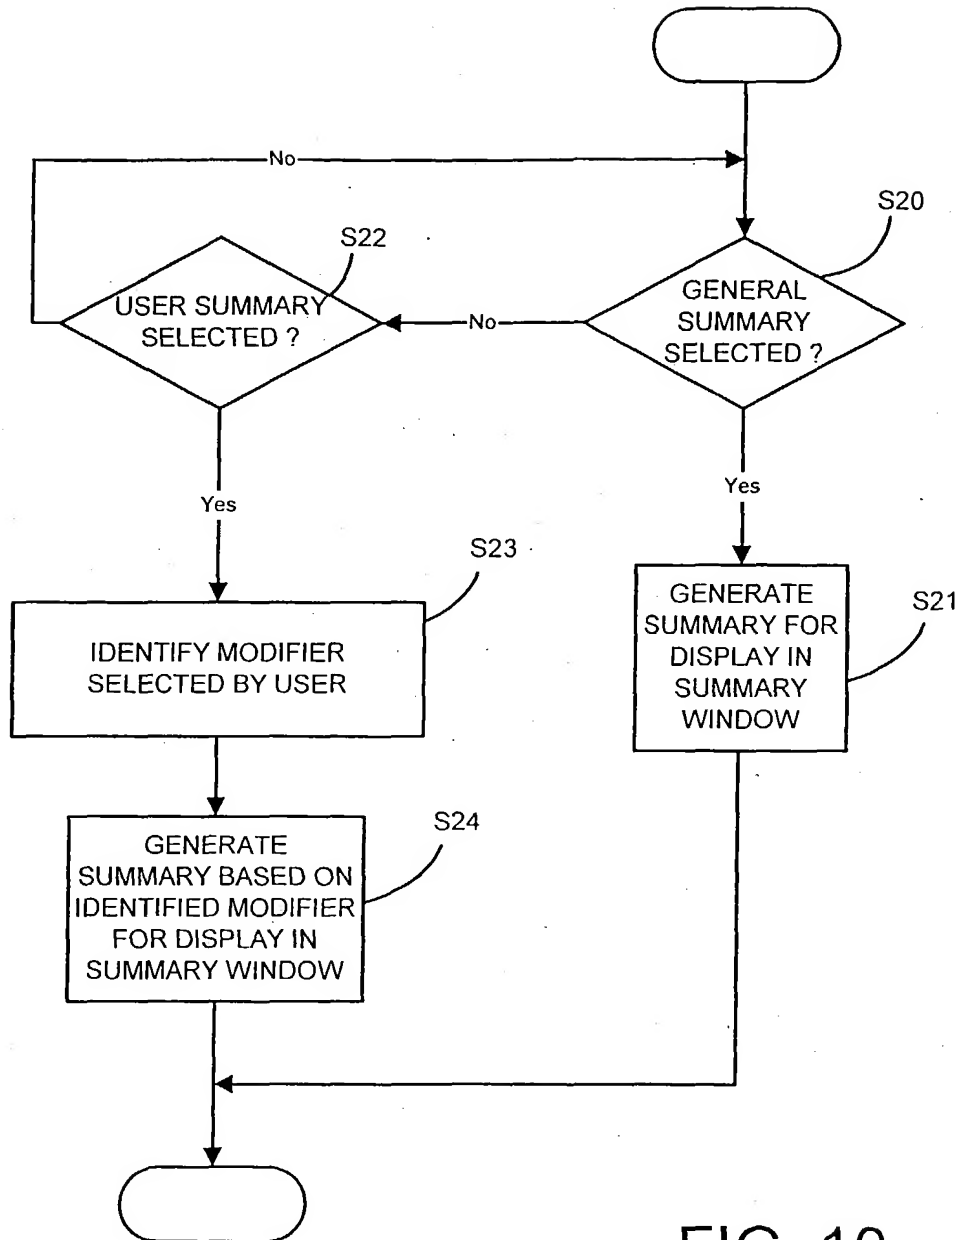 No
S20
S22
GENERAL
SUMMARY
SELECTED ?
USER SUMMARY
SELECTED ?
No
Yes
Yes
S23
S21
GENERATE
SUMMARY FOR
DISPLAY IN
SUMMARY
WINDOW
IDENTIFY MODIFIER
SELECTED BY USER
S24
GENERATE
SUMMARY BASED ON
IDENTIFIED MODIFIER
FOR DISPLAY IN
SUMMARY WINDOW
FIG. 10